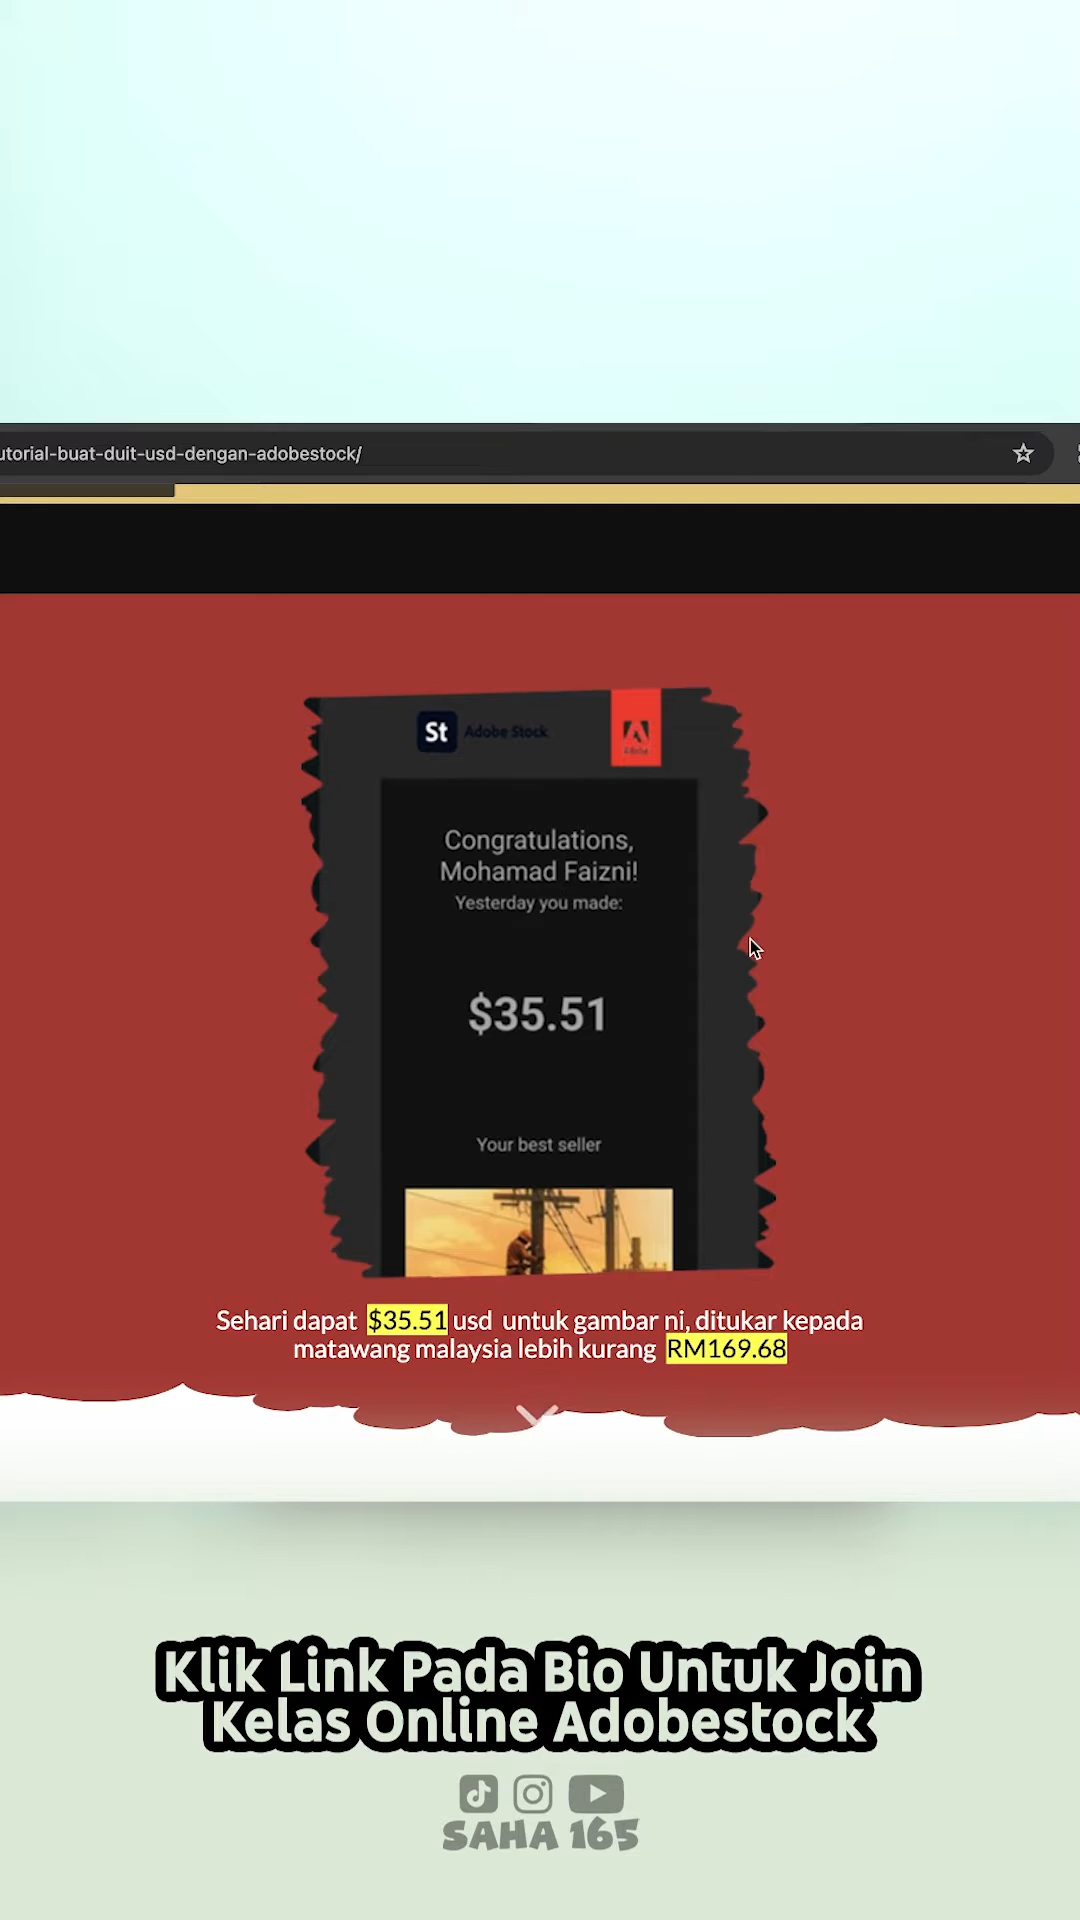 utorial-buat-duit-usd-dengan-adobestock/
St Adobe Stock
Adobe
Congratulations,
Mohamad Faizni!
Yesterday you made:
$35.51
Your best seller
Sehari dapat $35.51 usd untuk gambar ni, ditukar kepada
matawang malaysia lebih kurang RM169.68
Klik Link Pada Bio Untuk Join
Kelas Online Adobestock
SAHA 165